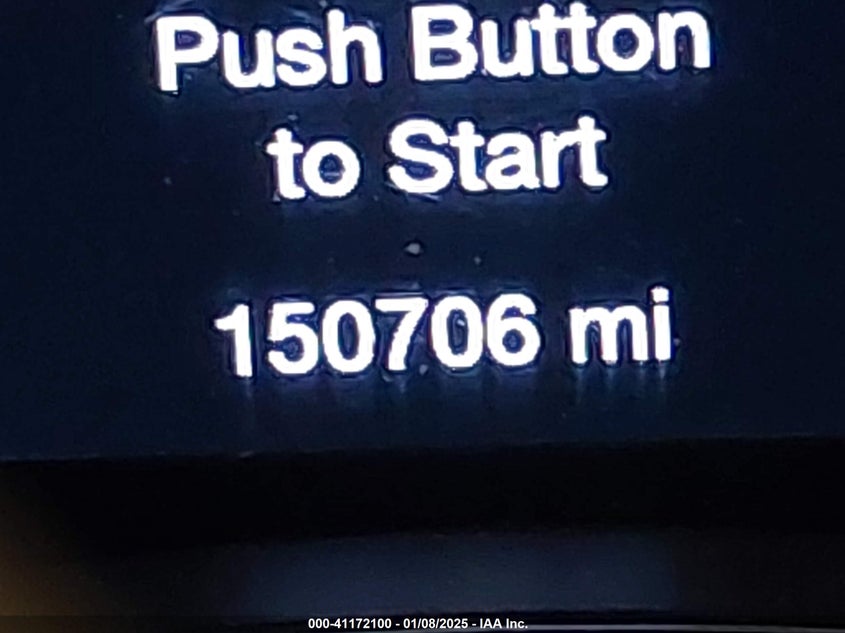 Push Button
to Start
150706 mi
000-41172100 - 01/08/2025 - IAA Inc.